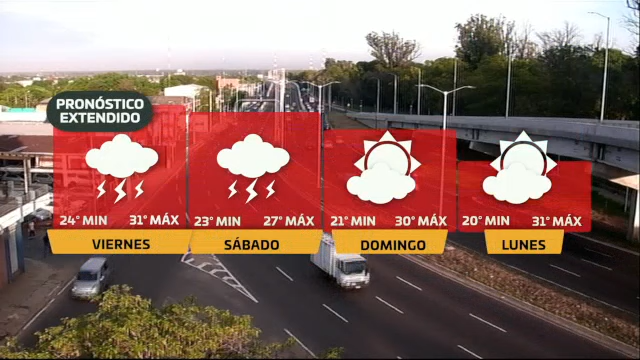 PRONÓSTICO
EXTENDIDO
24° MIN 31° MÁX
VIERNES
23° MIN 27° MÁX
SÁBADO
21° MIN 30° MÁX
DOMINGO
20° MIN 31° MÁX
LUNES